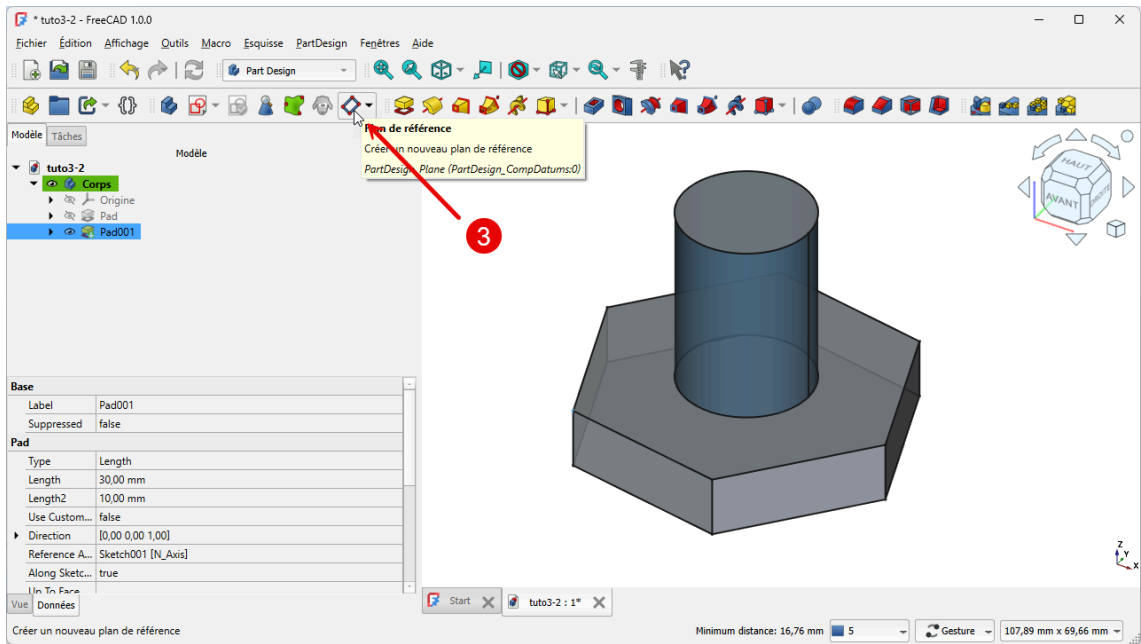 * tuto3-2 - FreeCAD 1.0.0
Fichier Édition Affichage Outils Macro Esquisse PartDesign Fenêtres Aide
Part Design
Modèle Tâches
Plan de référence
Créer un nouveau plan de référence
PartDesign_Plane (PartDesign_CompDatums:0)
Modèle
tuto3-2
Corps
Origine
Pad
Pad001
3
HAUT
AVANT
DROITE
Base
Label Pad001
Suppressed false
Pad
Type Length
Length 30,00 mm
Length2 10,00 mm
Use Custom... false
Direction [0,00 0,00 1,00]
Reference A... Sketch001 [N_Axis]
Along Sketc... true
Up To Face
Z
Y
X
Vue Données
Start tuto3-2 : 1*
Créer un nouveau plan de référence
Minimum distance: 16,76 mm 5 Gesture 107,89 mm x 69,66 mm